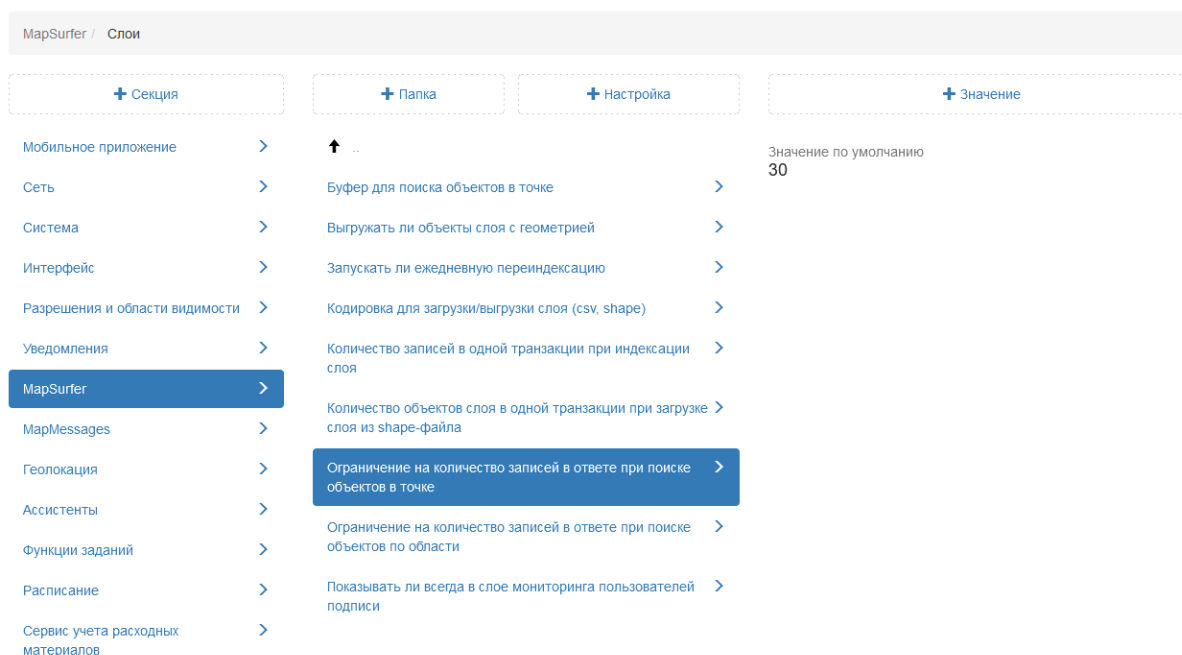 MapSurfer / Слои
Секция
Папка
Настройка
Значение
Мобильное приложение
Сеть
Система
Интерфейс
Разрешения и области видимости
Уведомления
MapSurfer
MapMessages
Геолокация
Ассистенты
Функции заданий
Расписание
Сервис учета расходных
материалов
..
Буфер для поиска объектов в точке
Выгружать ли объекты слоя с геометрией
Запускать ли ежедневную переиндексацию
Кодировка для загрузки/выгрузки слоя (csv, shape)
Количество записей в одной транзакции при индексации
слоя
Количество объектов слоя в одной транзакции при загрузке
слоя из shape-файла
Ограничение на количество записей в ответе при поиске
объектов в точке
Ограничение на количество записей в ответе при поиске
объектов по области
Показывать ли всегда в слое мониторинга пользователей
подписи
Значение по умолчанию
30